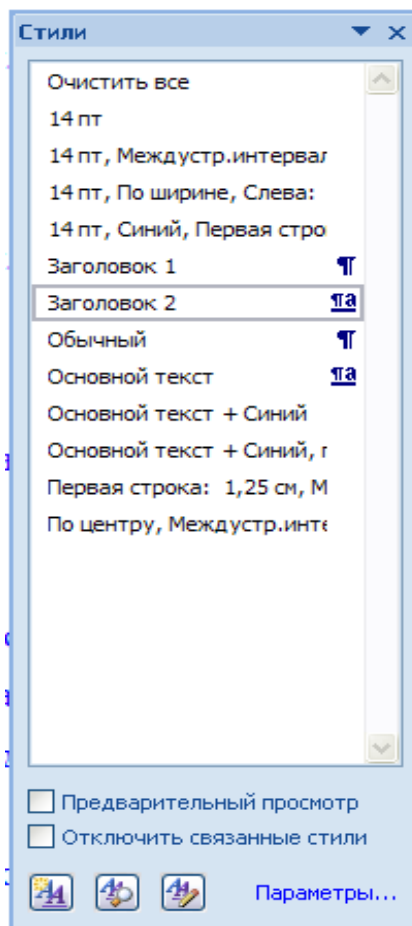 Стили
Очистить все
14 пт
14 пт, Междустр.интервал
14 пт, По ширине, Слева:
14 пт, Синий, Первая стро
Заголовок 1 ¶
Заголовок 2 ¶a
Обычный ¶
Основной текст ¶a
Основной текст + Синий
Основной текст + Синий, г
Первая строка: 1,25 см, М
По центру, Междустр.инте
Предварительный просмотр
Отключить связанные стили
Параметры...